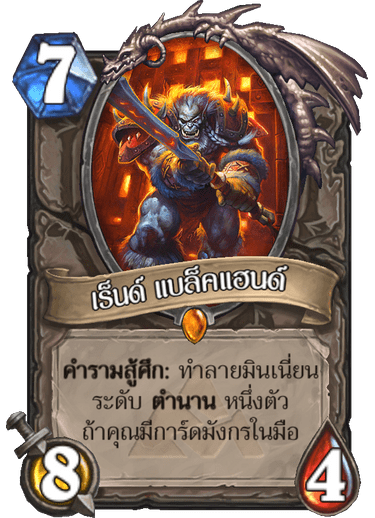 7
เร็นด์ แบล็คแฮนด์
คำรามสู้ศึก: ทำลายมินเนี่ยน
ระดับ ตำนาน หนึ่งตัว
ถ้าคุณมีการ์ดมังกรในมือ
8
4